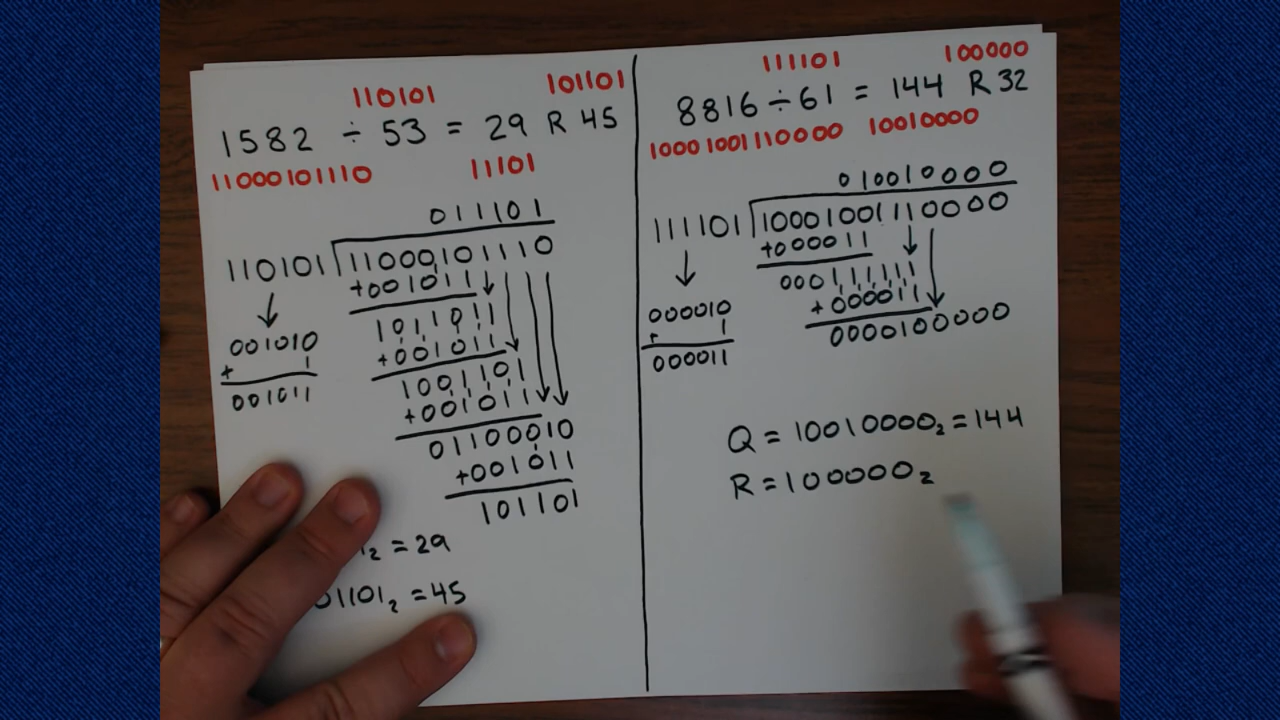 110101 101101
1582 ÷ 53 = 29 R 45
11000101110 11101
011101
110101 11000101110
+001011
1011011
001010 +001011
+ 1 1001101
001011 +001011
01100010
+001011
101101
₂ = 29
01101₂ = 45
111101 100000
8816 ÷ 61 = 144 R 32
10001001110000 10010000
010010000
111101 10001001110000
+000011
000111111
000010 +000011
+ 1 0000100000
000011
Q = 10010000₂ = 144
R = 100000₂